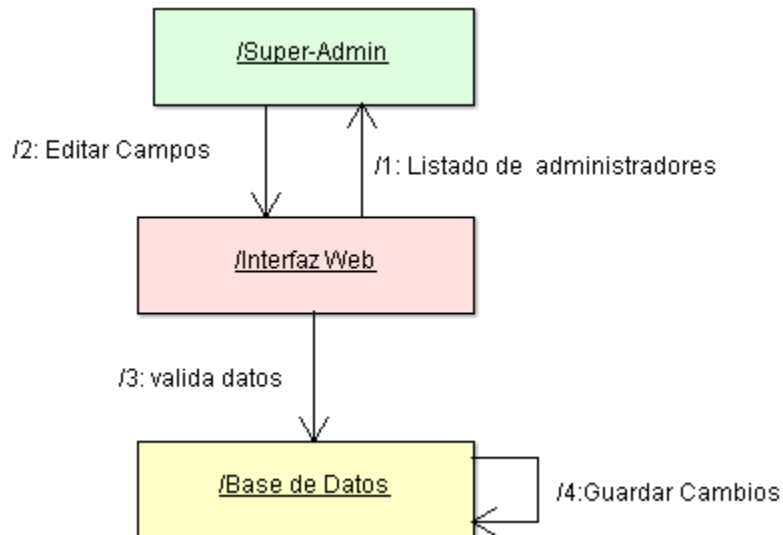 /Super-Admin
/2: Editar Campos
/1: Listado de  administradores
/Interfaz Web
/3: valida datos
/Base de Datos
/4:Guardar Cambios